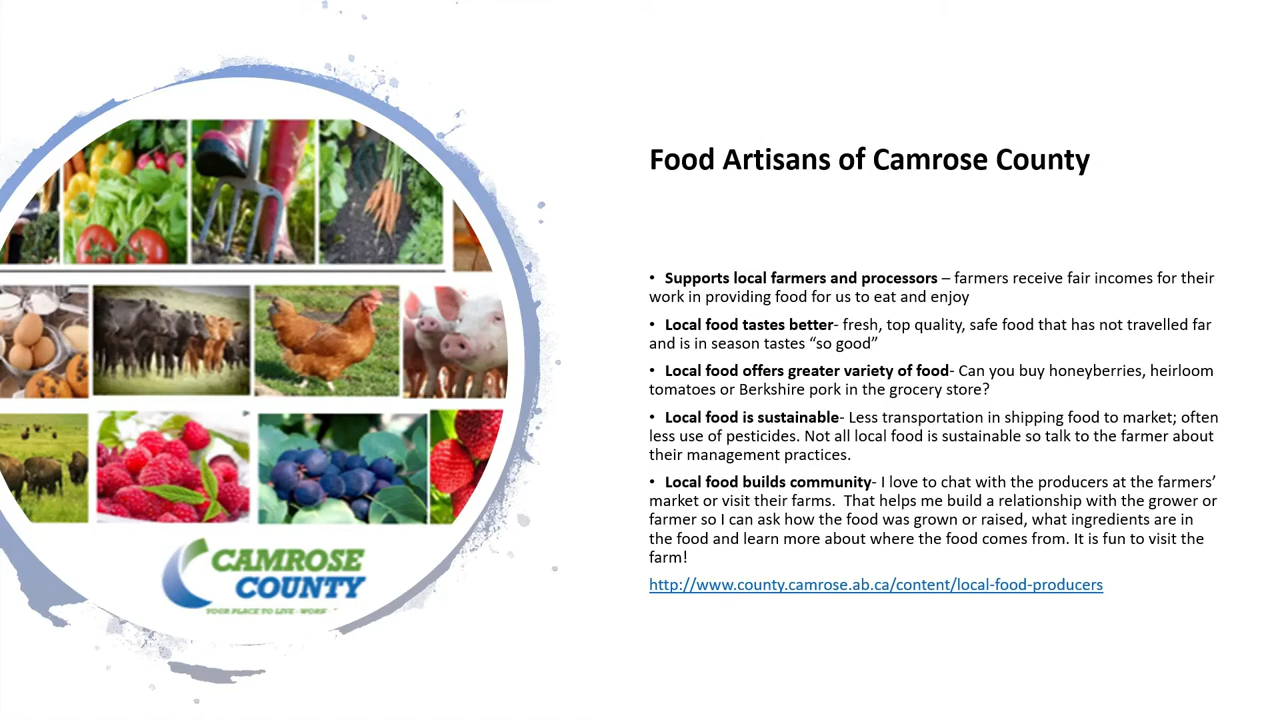 Food Artisans of Camrose County
• Supports local farmers and processors – farmers receive fair incomes for their
work in providing food for us to eat and enjoy
• Local food tastes better- fresh, top quality, safe food that has not travelled far
and is in season tastes “so good”
• Local food offers greater variety of food- Can you buy honeyberries, heirloom
tomatoes or Berkshire pork in the grocery store?
• Local food is sustainable- Less transportation in shipping food to market; often
less use of pesticides. Not all local food is sustainable so talk to the farmer about
their management practices.
• Local food builds community- I love to chat with the producers at the farmers’
market or visit their farms. That helps me build a relationship with the grower or
farmer so I can ask how the food was grown or raised, what ingredients are in
the food and learn more about where the food comes from. It is fun to visit the
farm!
http://www.county.camrose.ab.ca/content/local-food-producers
CAMROSE
COUNTY
YOUR PLACE TO LIVE - WORK -